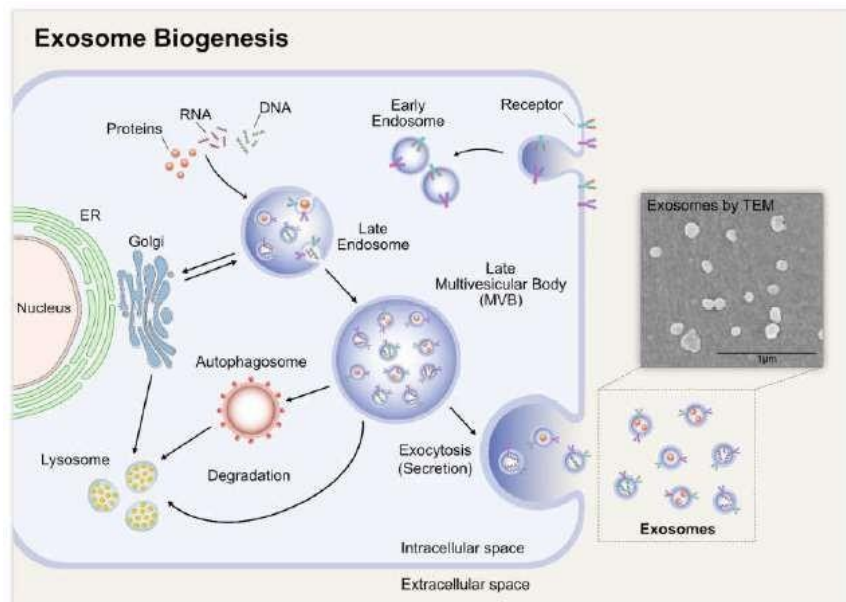 Exosome Biogenesis
DNA
RNA
Proteins
Early
Endosome
Receptor
ER
Golgi
Late
Endosome
Nucleus
Late
Multivesicular Body
(MVB)
Exosomes by TEM
1μm
Autophagosome
Lysosome
Degradation
Exocytosis
(Secretion)
Exosomes
Intracellular space
Extracellular space